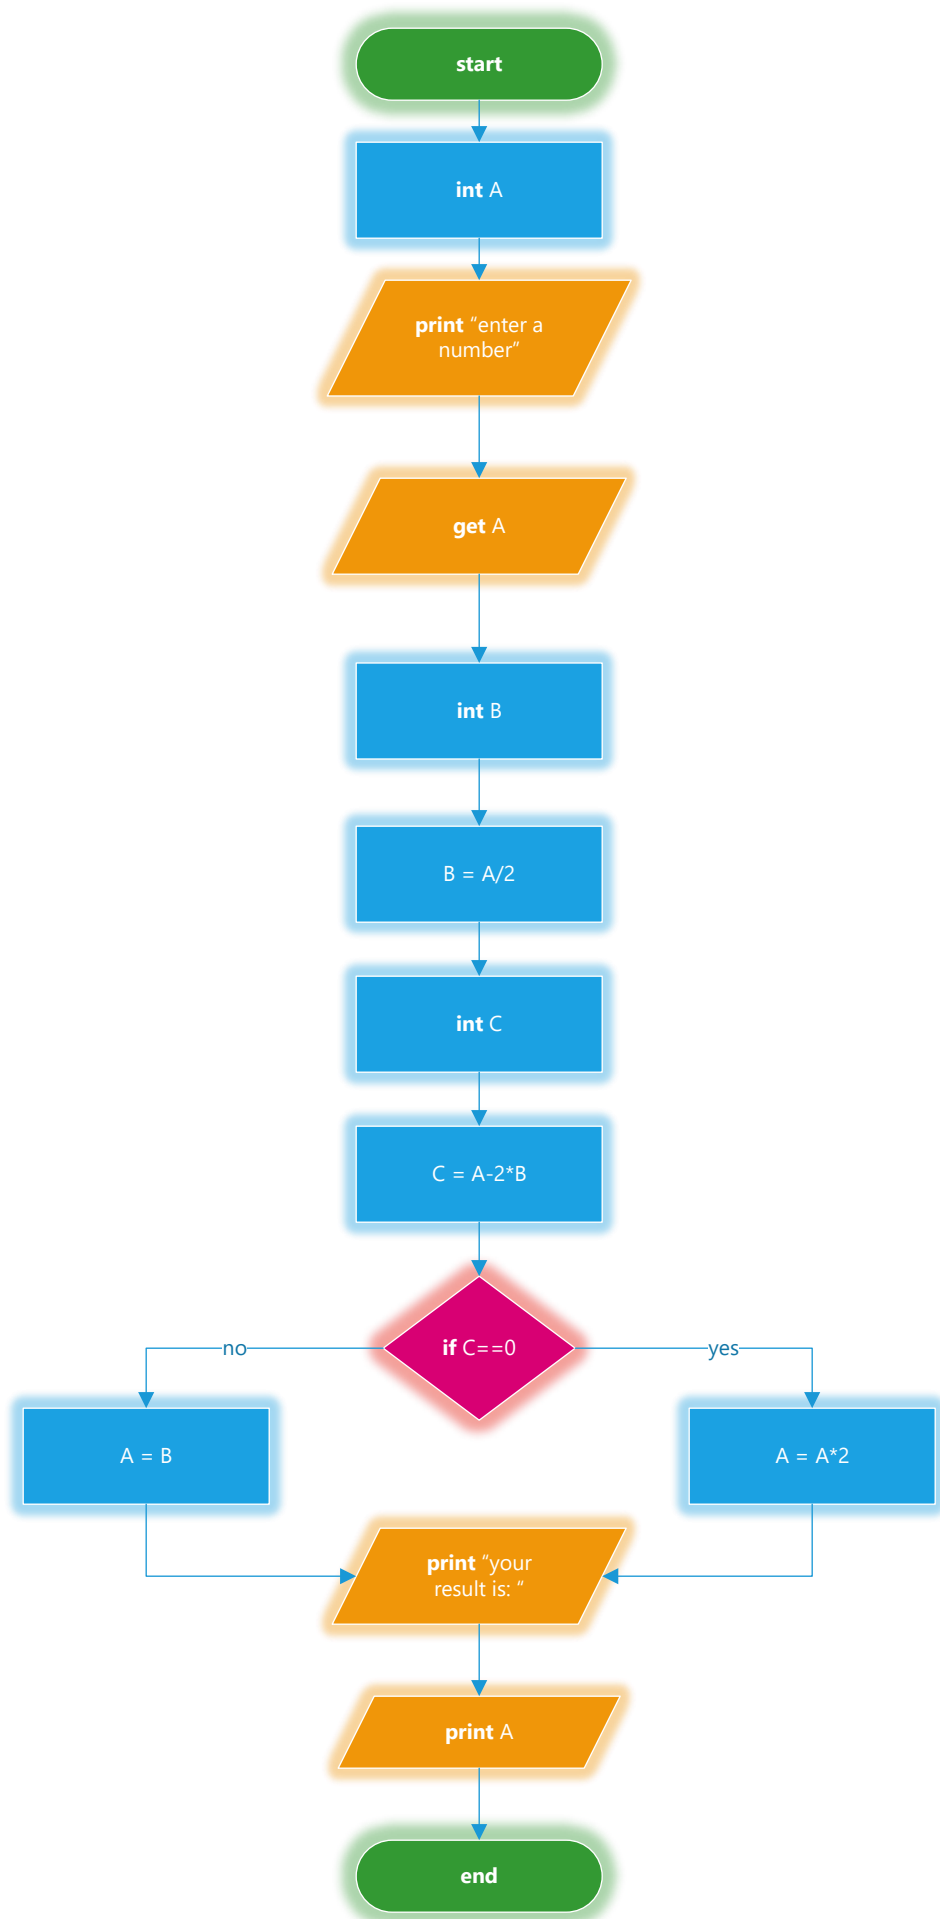 start
int A
print “enter a
number“
get A
int B
B = A/2
int C
C = A-2*B
if C==0
no
yes
A = B
A = A*2
print “your
result is: “
print A
end